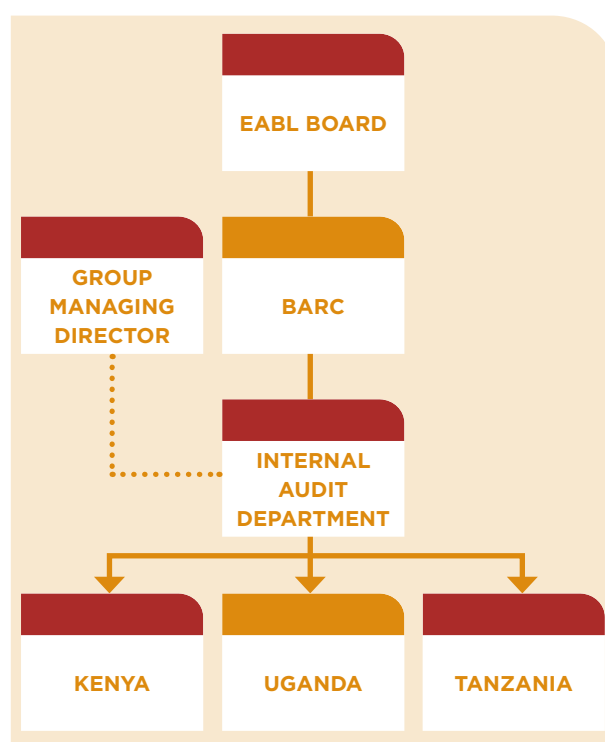 EABL BOARD
GROUP
MANAGING
DIRECTOR
BARC
INTERNAL
AUDIT
DEPARTMENT
KENYA
UGANDA
TANZANIA